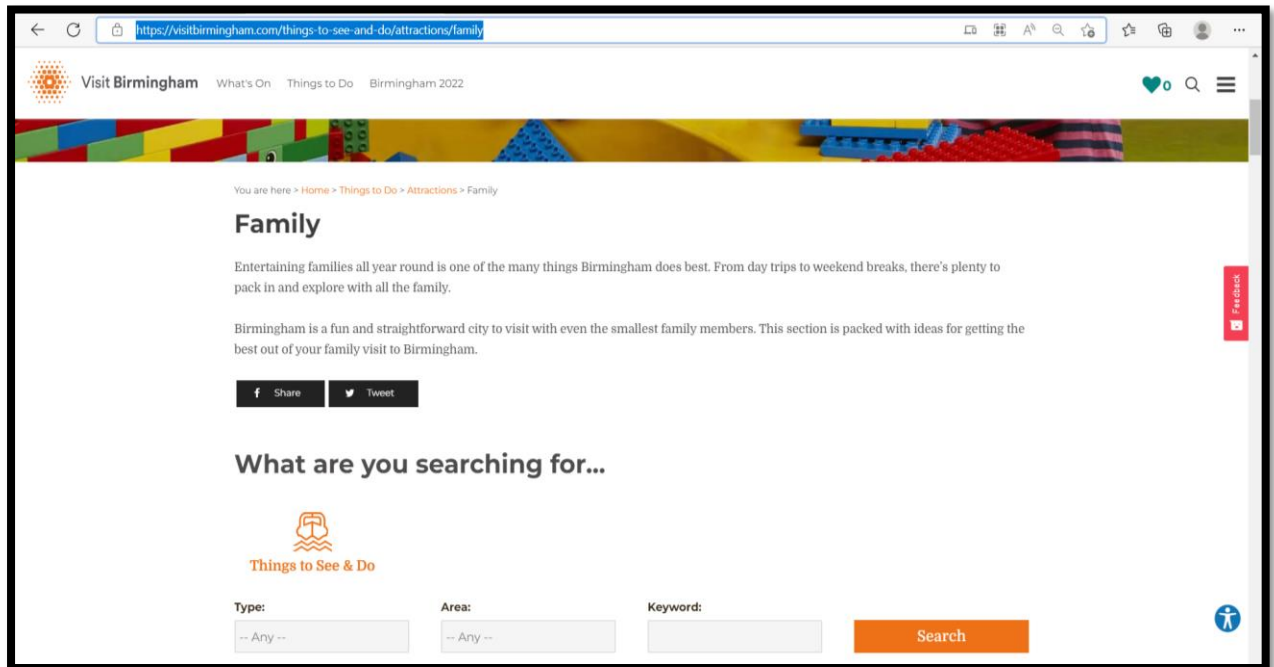 https://visitbirmingham.com/things-to-see-and-do/attractions/family
Visit Birmingham What's On Things to Do Birmingham 2022 0
You are here > Home > Things to Do > Attractions > Family
Family
Entertaining families all year round is one of the many things Birmingham does best. From day trips to weekend breaks, there's plenty to
pack in and explore with all the family.
Birmingham is a fun and straightforward city to visit with even the smallest family members. This section is packed with ideas for getting the
best out of your family visit to Birmingham.
Feedback
Share Tweet
What are you searching for...
Things to See & Do
Type: Area: Keyword:
-- Any -- -- Any -- Search